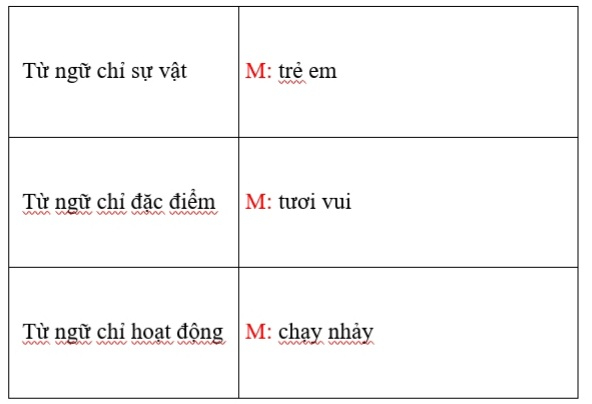 Từ ngữ chỉ sự vật
M: trẻ em
Từ ngữ chỉ đặc điểm
M: tươi vui
Từ ngữ chỉ hoạt động
M: chạy nhảy